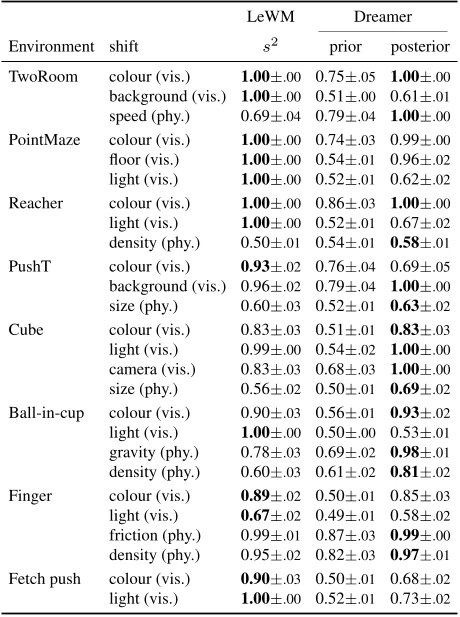 LeWM Dreamer
Environment shift s² prior posterior
TwoRoom colour (vis.) 1.00±.00 0.75±.05 1.00±.00
background (vis.) 1.00±.00 0.51±.00 0.61±.01
speed (phy.) 0.69±.04 0.79±.04 1.00±.00
PointMaze colour (vis.) 1.00±.00 0.74±.03 0.99±.00
floor (vis.) 1.00±.00 0.54±.01 0.96±.02
light (vis.) 1.00±.00 0.52±.01 0.62±.02
Reacher colour (vis.) 1.00±.00 0.86±.03 1.00±.00
light (vis.) 1.00±.00 0.52±.01 0.67±.02
density (phy.) 0.50±.01 0.54±.01 0.58±.01
PushT colour (vis.) 0.93±.02 0.76±.04 0.69±.05
background (vis.) 0.96±.02 0.79±.04 1.00±.00
size (phy.) 0.60±.03 0.52±.01 0.63±.02
Cube colour (vis.) 0.83±.03 0.51±.01 0.83±.03
light (vis.) 0.99±.00 0.54±.02 1.00±.00
camera (vis.) 0.83±.03 0.68±.03 1.00±.00
size (phy.) 0.56±.02 0.50±.01 0.69±.02
Ball-in-cup colour (vis.) 0.90±.03 0.56±.01 0.93±.02
light (vis.) 1.00±.00 0.50±.00 0.53±.01
gravity (phy.) 0.78±.03 0.69±.02 0.98±.01
density (phy.) 0.60±.03 0.61±.02 0.81±.02
Finger colour (vis.) 0.89±.02 0.50±.01 0.85±.03
light (vis.) 0.67±.02 0.49±.01 0.58±.02
friction (phy.) 0.99±.01 0.87±.03 0.99±.00
density (phy.) 0.95±.02 0.82±.03 0.97±.01
Fetch push colour (vis.) 0.90±.03 0.50±.01 0.68±.02
light (vis.) 1.00±.00 0.52±.01 0.73±.02